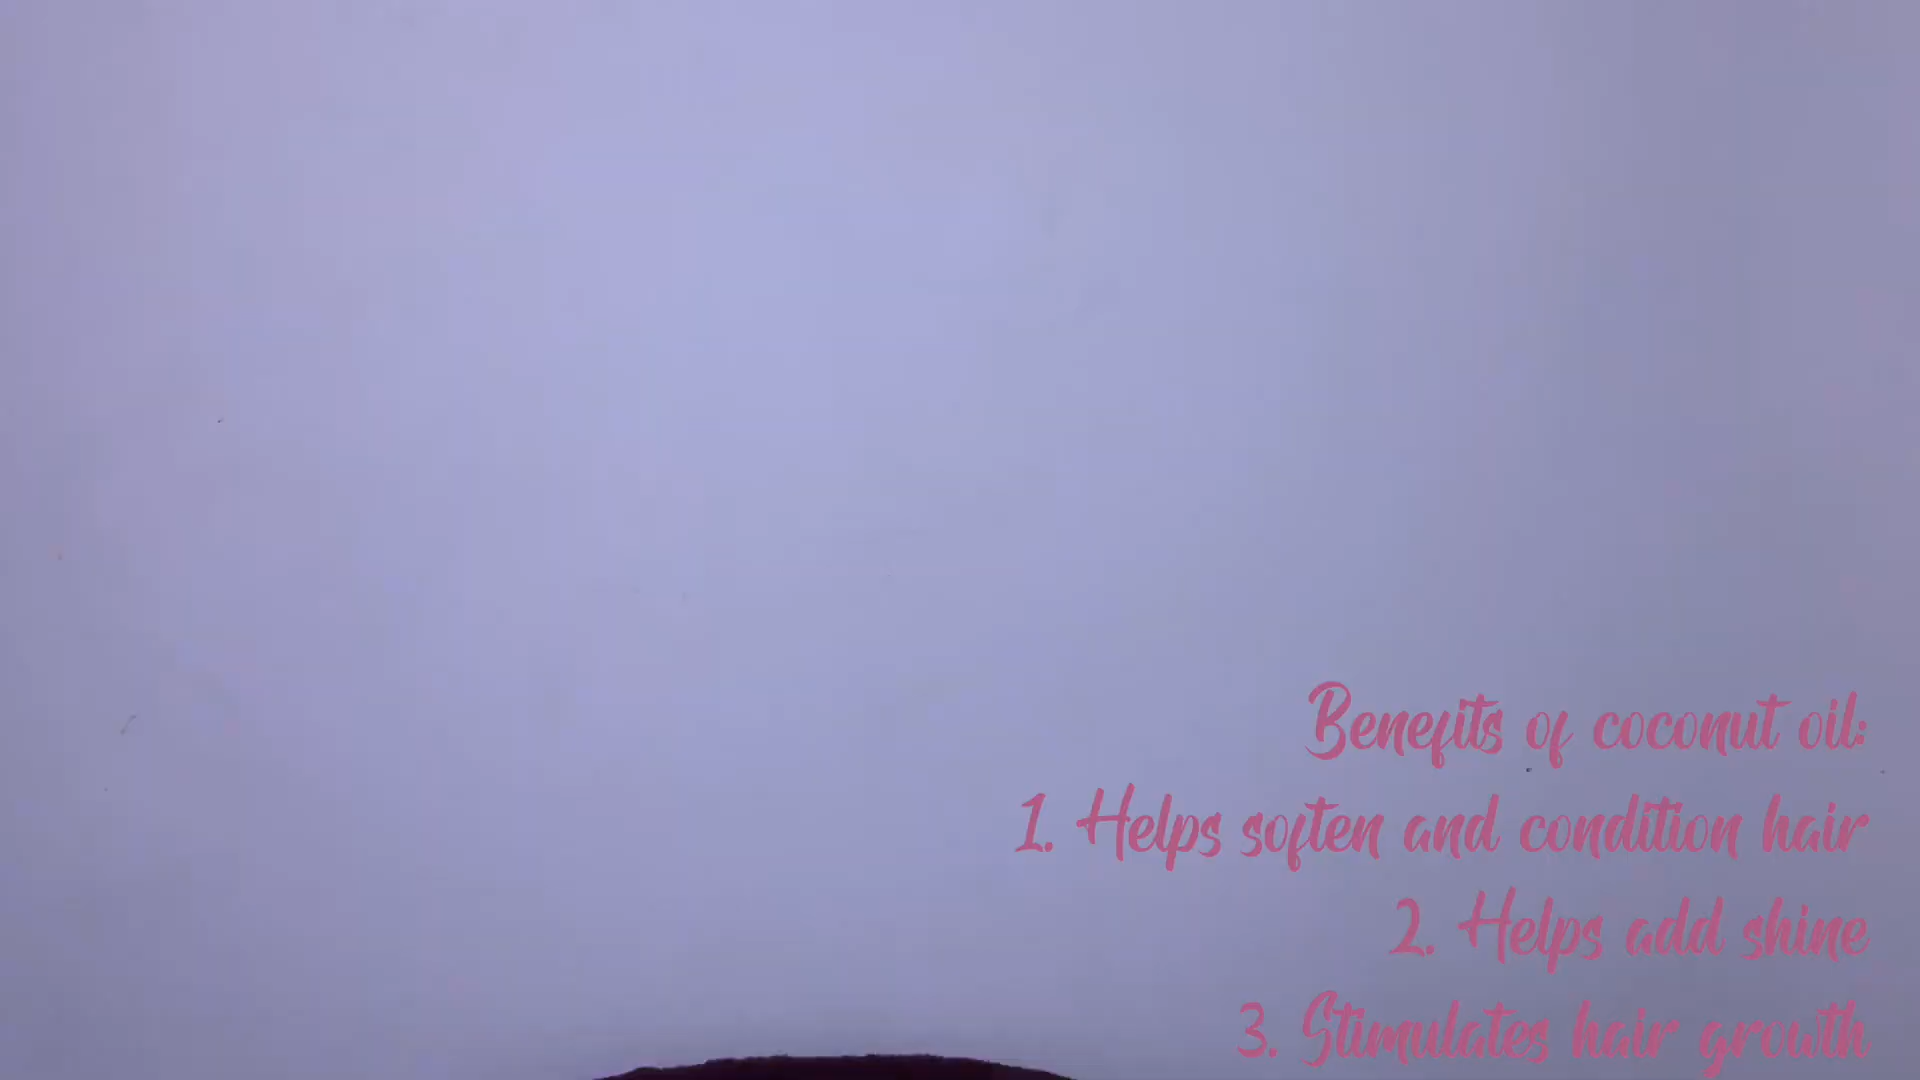 Benefits of coconut oil:
1. Helps soften and condition hair
2. Helps add shine
3. Stimulates hair growth